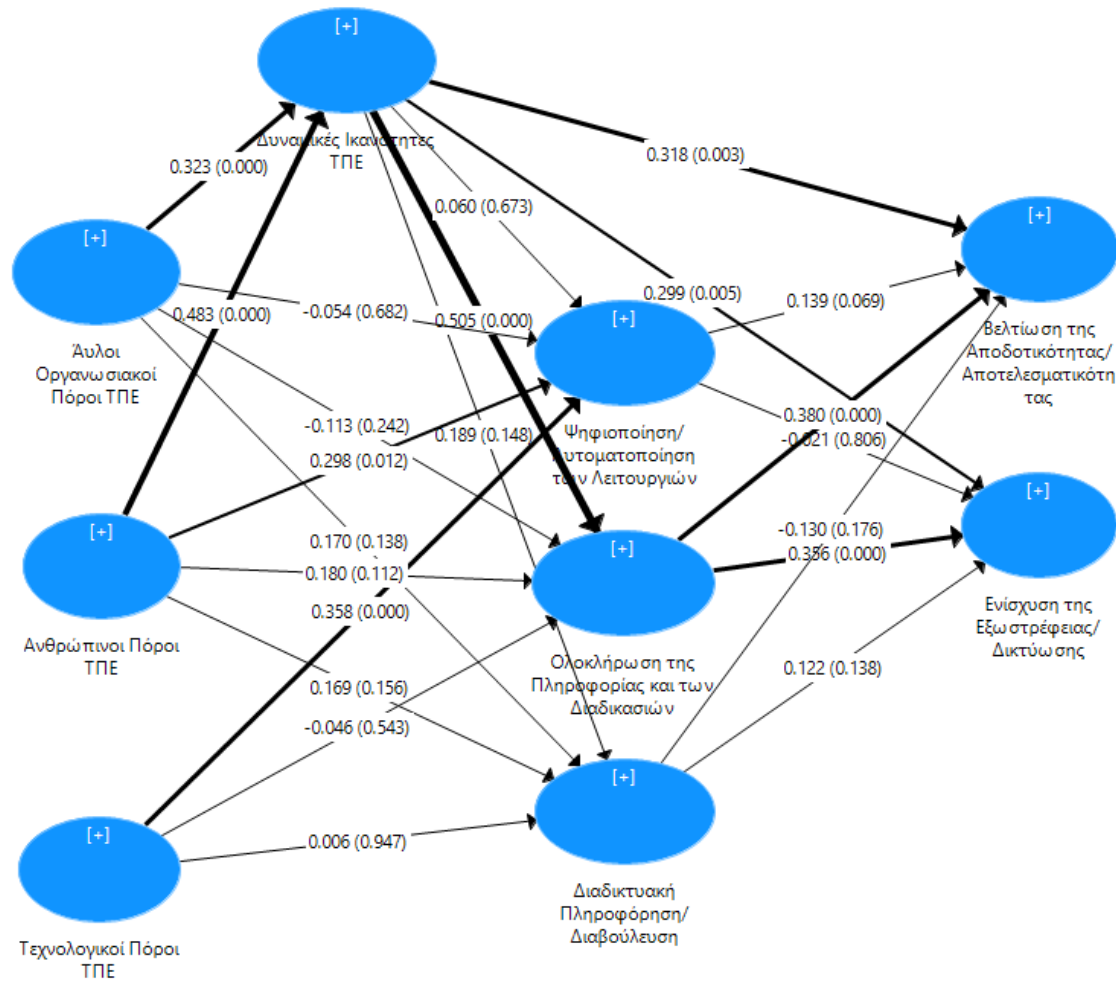 [+]
Δυναμικές Ικανότητες
ΤΠΕ
0.323 (0.000)
0.318 (0.003)
0.060 (0.673)
[+]
[+]
0.483 (0.000)
-0.054 (0.682)
0.505 (0.000)
0.299 (0.005)
0.139 (0.069)
[+]
Άυλοι
Οργανωσιακοί
Πόροι ΤΠΕ
Βελτίωση της
Αποδοτικότητας/
Αποτελεσματικότη
τας
-0.113 (0.242)
0.189 (0.148)
0.298 (0.012)
Ψηφιοποίηση/
Αυτοματοποίηση
των Λειτουργιών
0.380 (0.000)
-0.021 (0.806)
[+]
[+]
[+]
0.170 (0.138)
0.180 (0.112)
0.358 (0.000)
-0.130 (0.176)
0.356 (0.000)
Ανθρώπινοι Πόροι
ΤΠΕ
Ενίσχυση της
Εξωστρέφειας/
Δικτύωσης
Ολοκλήρωση της
Πληροφορίας και των
Διαδικασιών
0.169 (0.156)
-0.046 (0.543)
0.122 (0.138)
[+]
[+]
0.006 (0.947)
Διαδικτυακή
Πληροφόρηση/
Διαβούλευση
Τεχνολογικοί Πόροι
ΤΠΕ